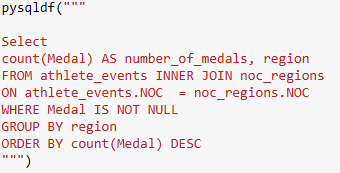 pysqldf("""
Select
count(Medal) AS number_of_medals, region
FROM athlete_events INNER JOIN noc_regions
ON athlete_events.NOC  = noc_regions.NOC
WHERE Medal IS NOT NULL
GROUP BY region
ORDER BY count(Medal) DESC
""")